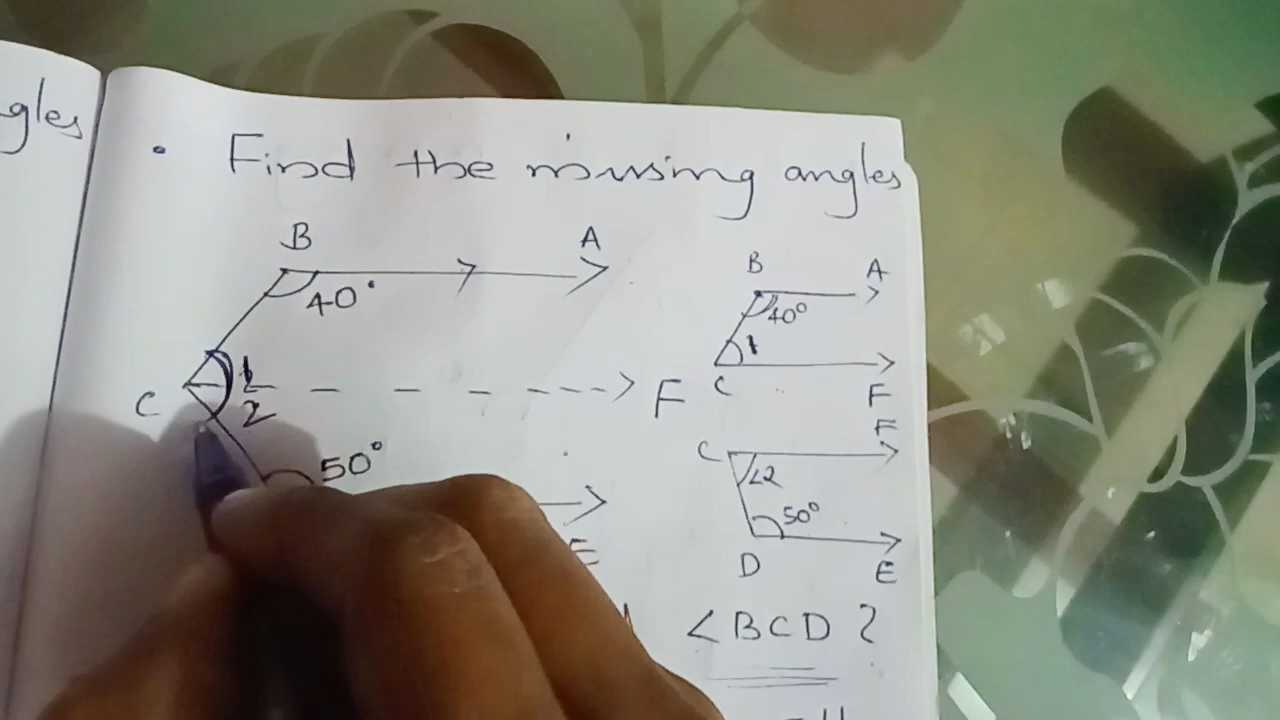 gles
. Find the missing angles
B
A
40°
C
1
2
F
50°
E
B
A
40°
1
C
F
C
F
∠2
50°
D
E
∠BCD ?